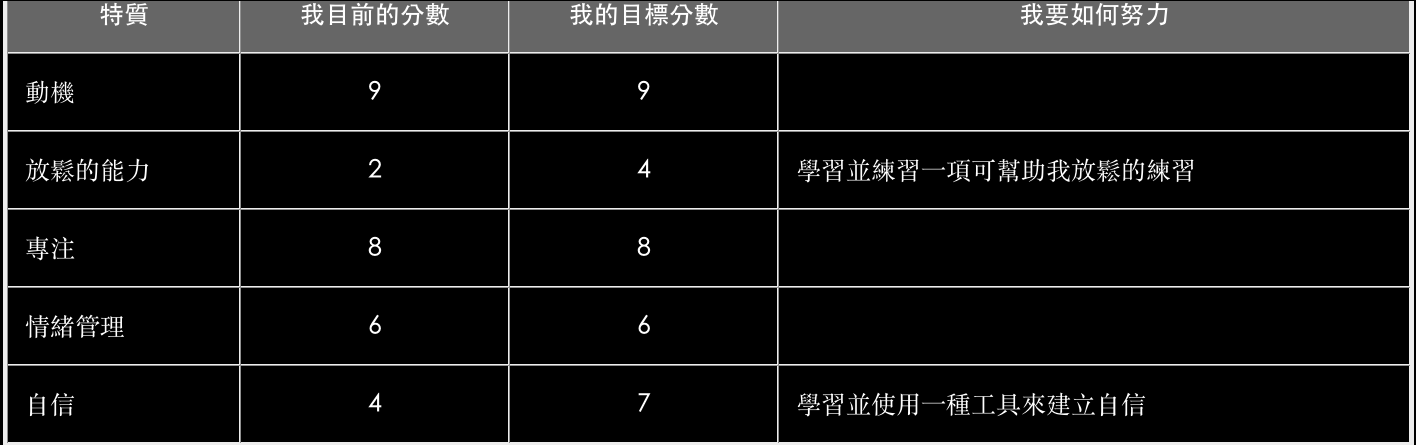 特質 我目前的分數 我的目標分數 我要如何努力
動機 9 9
放鬆的能力 2 4 學習並練習一項可幫助我放鬆的練習
專注 8 8
情緒管理 6 6
自信 4 7 學習並使用一種工具來建立自信